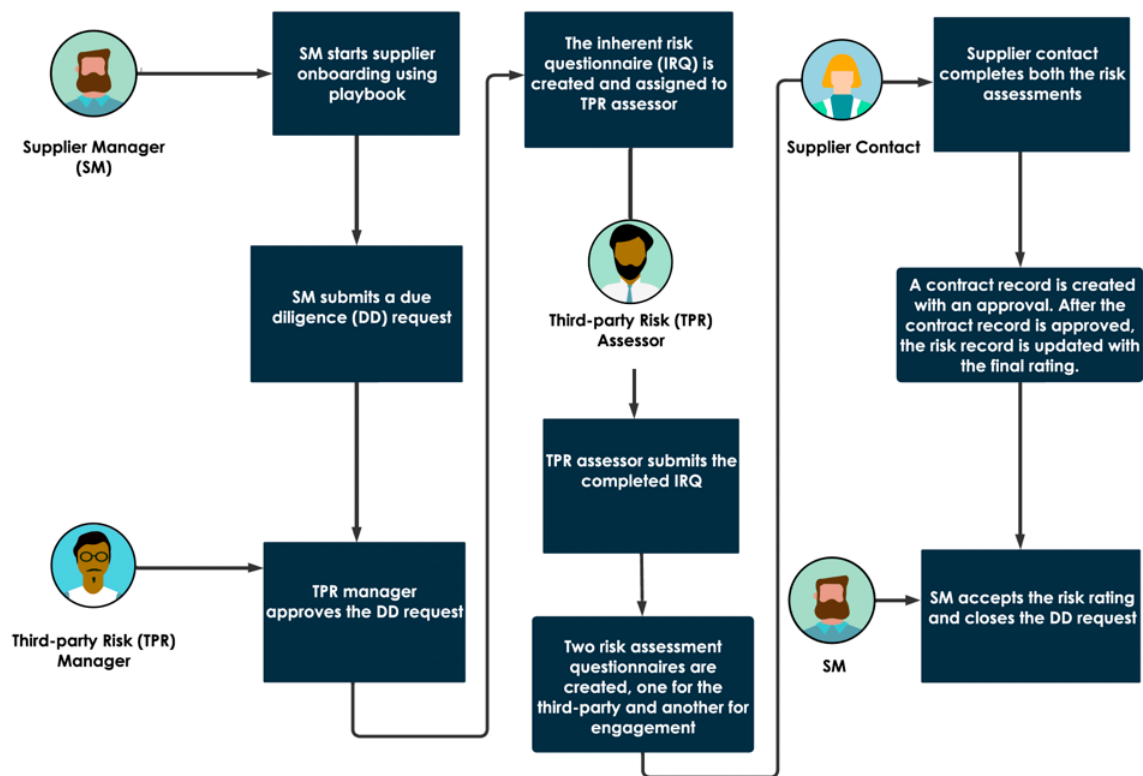 SM starts supplier
onboarding using
playbook
Supplier Manager
(SM)
SM submits a due
diligence (DD) request
TPR manager
approves the DD request
Third-party Risk (TPR)
Manager
The inherent risk
questionnaire (IRQ) is
created and assigned to
TPR assessor
Third-party Risk (TPR)
Assessor
TPR assessor submits the
completed IRQ
Two risk assessment
questionnaires are
created, one for the
third-party and another for
engagement
Supplier Contact
Supplier contact
completes both the risk
assessments
A contract record is created
with an approval. After the
contract record is approved,
the risk record is updated with
the final rating.
SM accepts the risk rating
and closes the DD request
SM